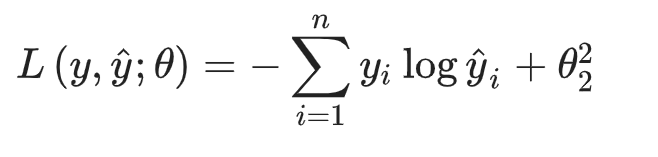 L (y, ŷ; θ) = − ∑_{i=1}^{n} y_i log ŷ_i + θ_2^2